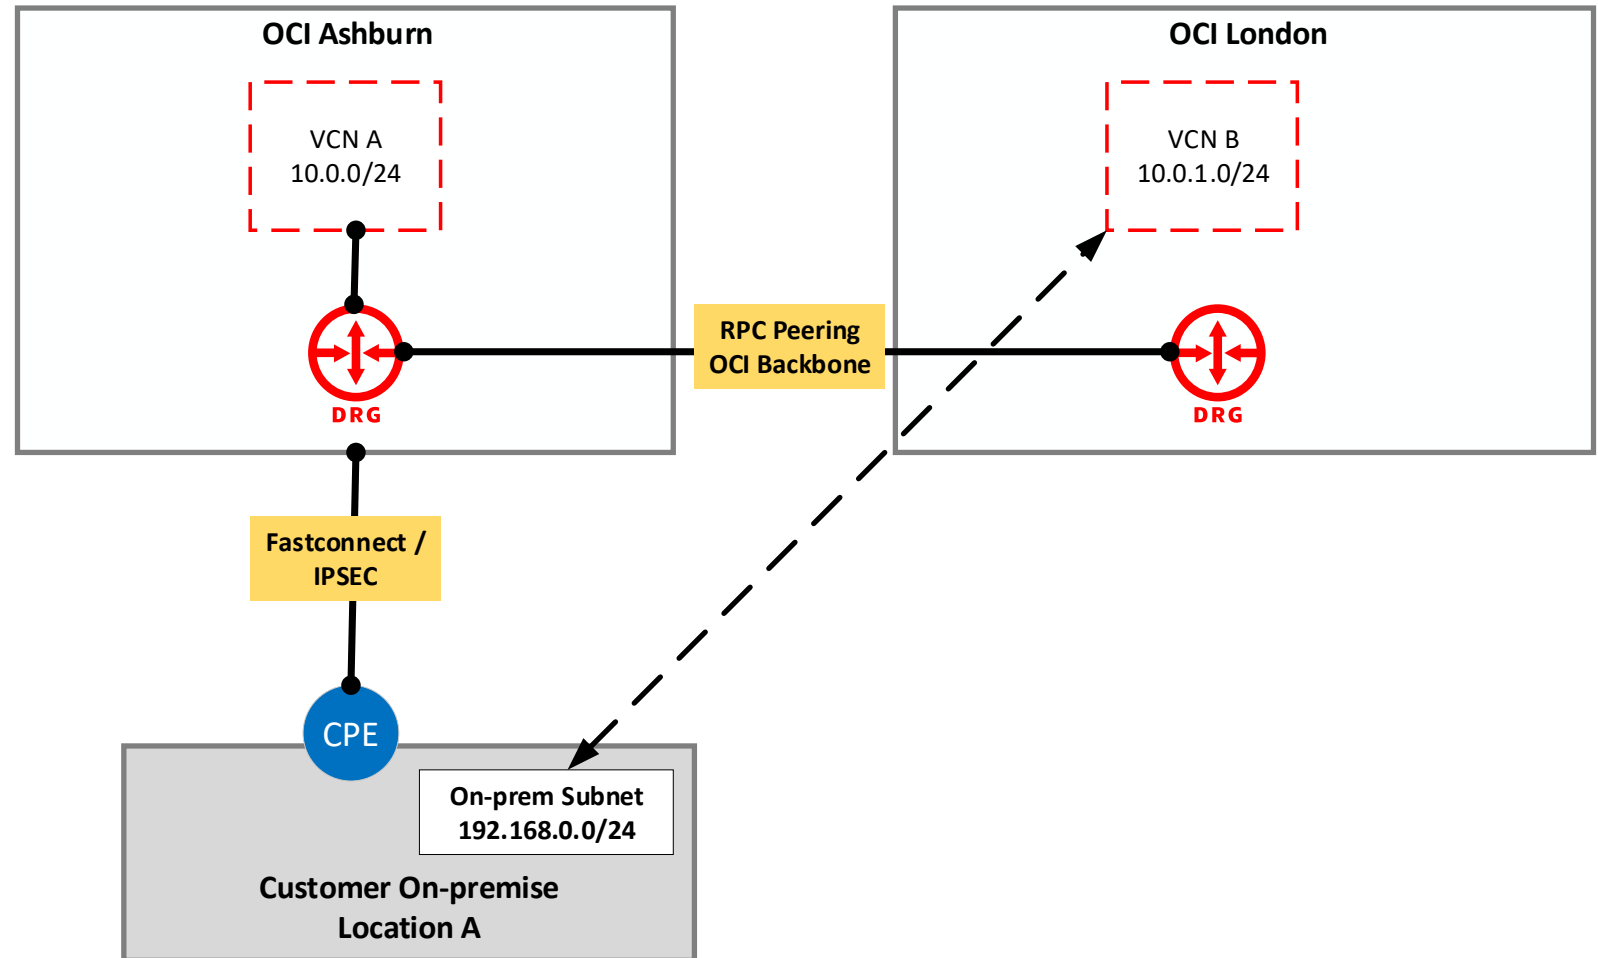 OCI Ashburn
OCI London
VCN A
10.0.0/24
VCN B
10.0.1.0/24
RPC Peering
OCI Backbone
DRG
DRG
Fastconnect /
IPSEC
CPE
On-prem Subnet
192.168.0.0/24
Customer On-premise
Location A